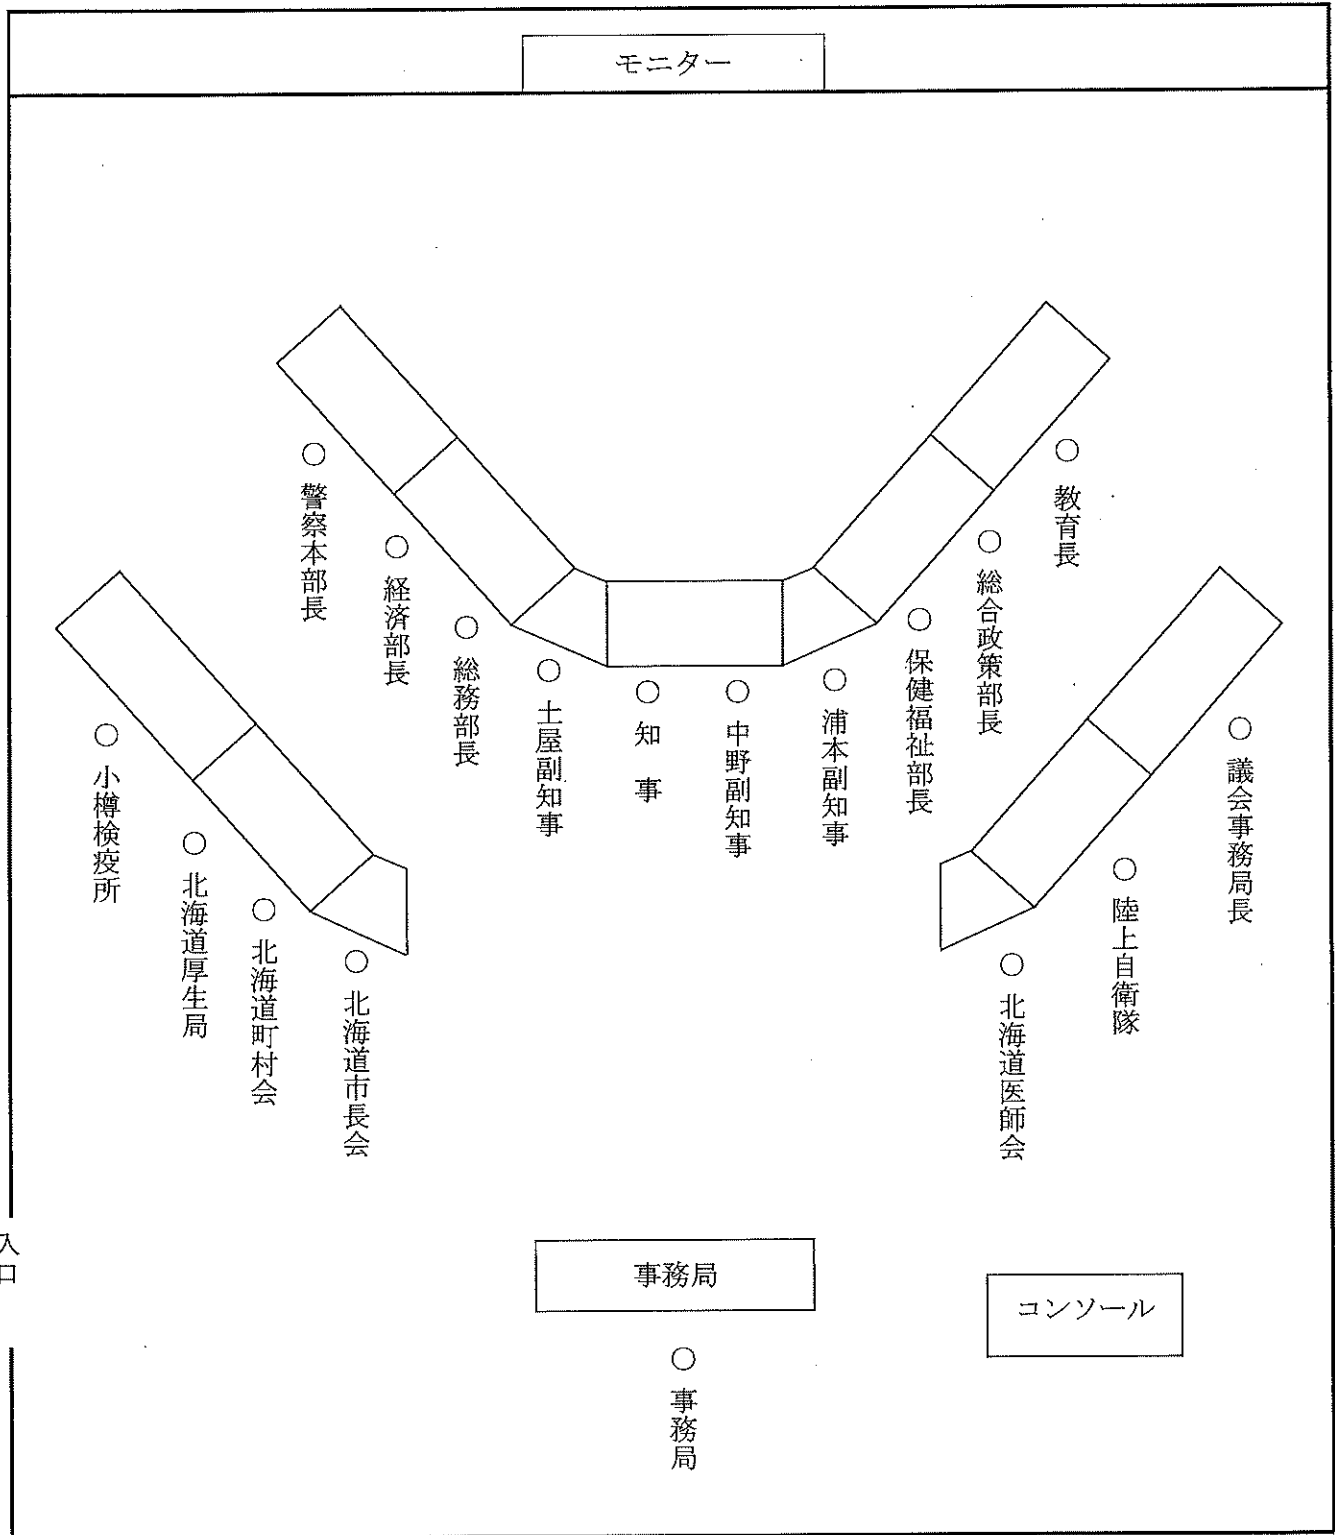 モニター
警察本部長
経済部長
総務部長
土屋副知事
知事
中野副知事
浦本副知事
保健福祉部長
総合政策部長
教育長
小樽検疫所
北海道厚生局
北海道町村会
北海道市長会
北海道医師会
陸上自衛隊
議会事務局長
入口
事務局
コンソール
事務局